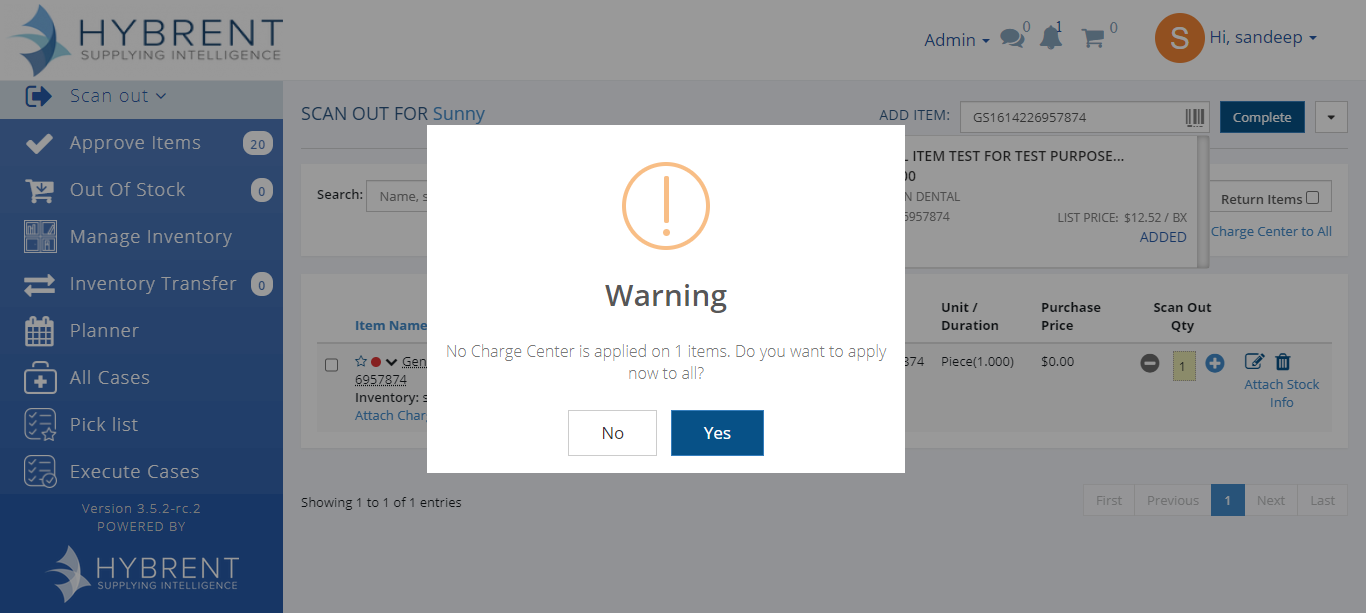 HYBRENT
SUPPLYING INTELLIGENCE
Admin
0
1
0
S
Hi, sandeep
Scan out
Approve Items 20
Out Of Stock 0
Manage Inventory
Inventory Transfer 0
Planner
All Cases
Pick list
Execute Cases
Version 3.5.2-rc.2
POWERED BY
HYBRENT
SUPPLYING INTELLIGENCE
SCAN OUT FOR Sunny
ADD ITEM: GS1614226957874 Complete
ITEM TEST FOR TEST PURPOSE...
DENTAL
6957874 LIST PRICE: $12.52 / BX
ADDED
Search: Name,
Return Items
Charge Center to All
Item Name
Unit / Duration
Purchase Price
Scan Out Qty
Gen
6957874
Inventory:
Attach
Piece(1.000) $0.00 1
Attach Stock Info
Warning
No Charge Center is applied on 1 items. Do you want to apply
now to all?
No Yes
Showing 1 to 1 of 1 entries
First Previous 1 Next Last